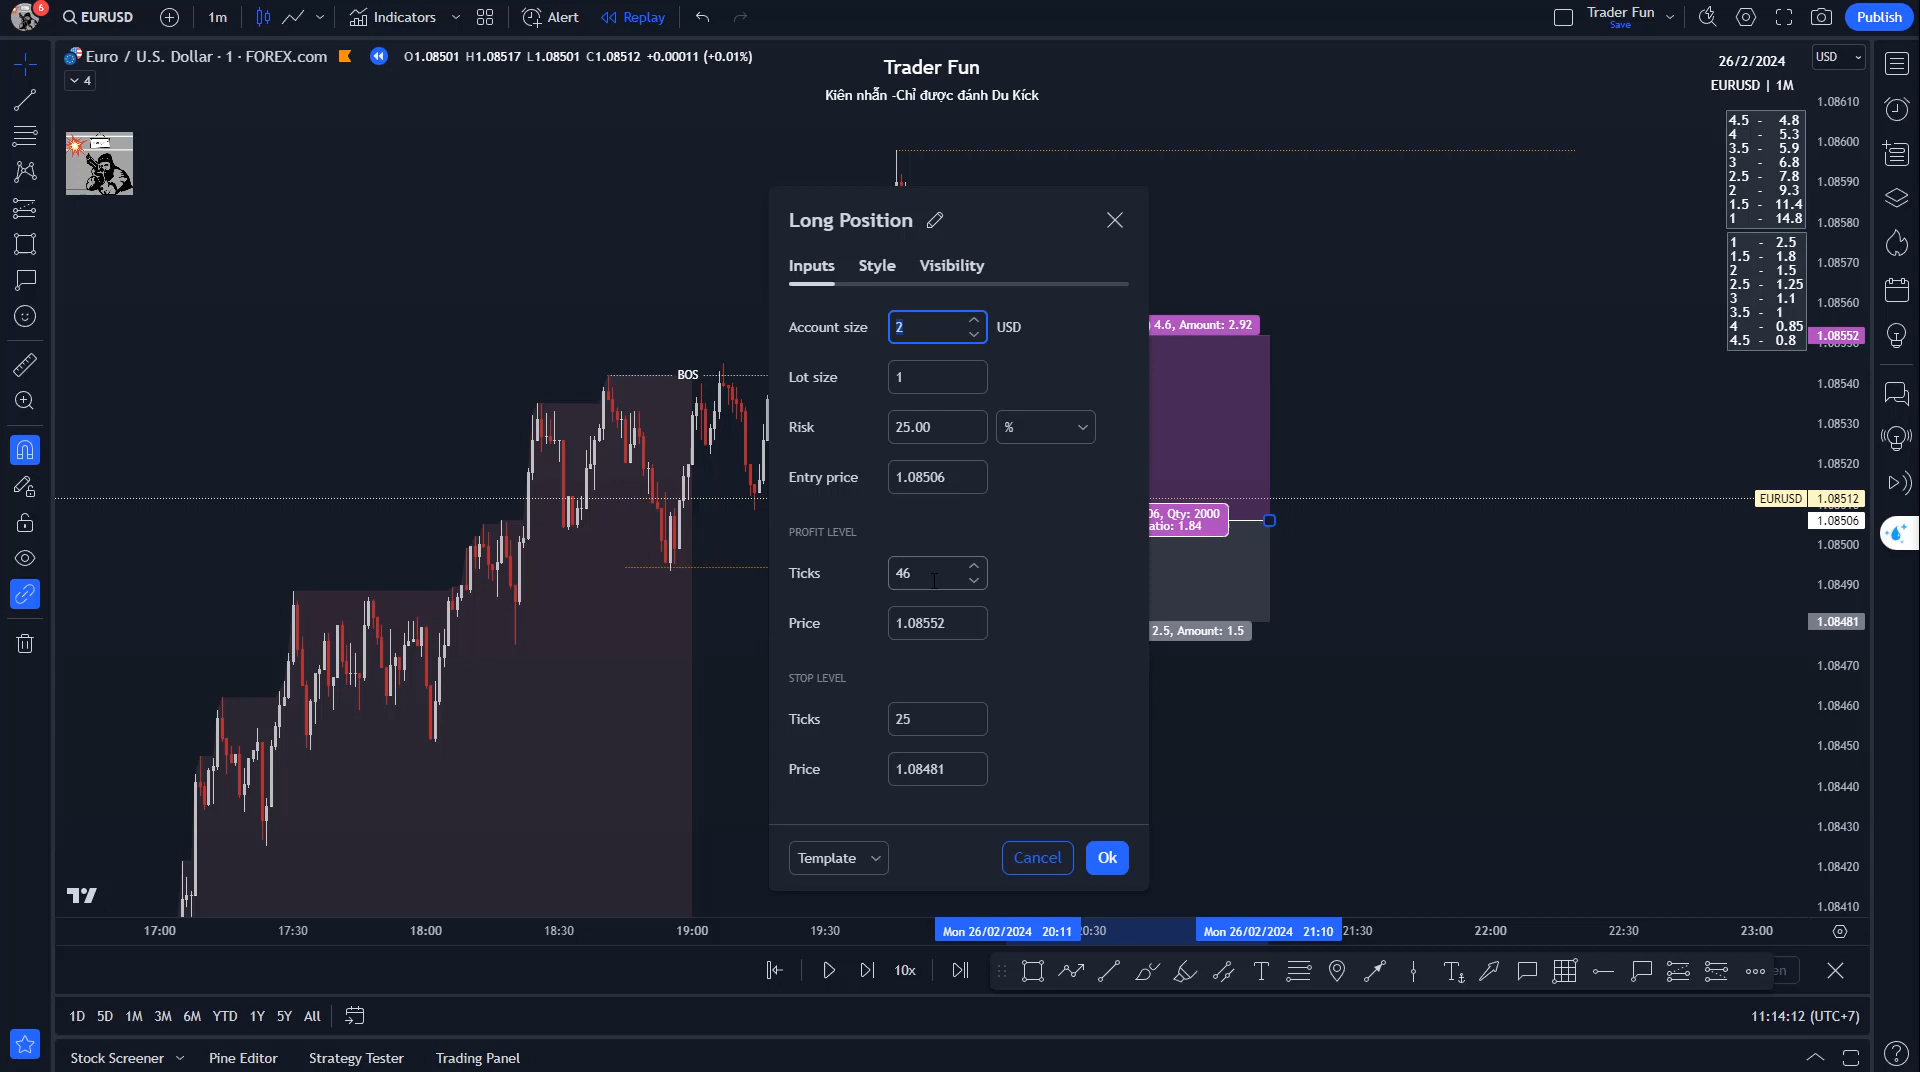 6
EURUSD
1m
Indicators
Alert
Replay
Trader Fun
Save
Publish
Euro / U.S. Dollar · 1 · FOREX.com
O1.08501 H1.08517 L1.08501 C1.08512 +0.00011 (+0.01%)
4
Trader Fun
Kiên nhẫn -Chỉ được đánh Du Kích
26/2/2024
EURUSD | 1M
USD
4.5 - 4.8
4 - 5.3
3.5 - 5.9
3 - 6.8
2.5 - 7.8
2 - 9.3
1.5 - 11.4
1 - 14.8
1 - 2.5
1.5 - 1.8
2 - 1.5
2.5 - 1.25
3 - 1.1
3.5 - 1
4 - 0.85
4.5 - 0.8
1.08610
1.08600
1.08590
1.08580
1.08570
1.08560
1.08552
1.08540
1.08530
1.08520
EURUSD 1.08512
1.08506
1.08500
1.08490
1.08481
1.08470
1.08460
1.08450
1.08440
1.08430
1.08420
1.08410
BOS
Long Position
Inputs
Style
Visibility
Account size 2 USD
Lot size 1
Risk 25.00 %
Entry price 1.08506
PROFIT LEVEL
Ticks 46
Price 1.08552
STOP LEVEL
Ticks 25
Price 1.08481
Template
Cancel
Ok
) 4.6, Amount: 2.92
06, Qty: 2000
atio: 1.84
2.5, Amount: 1.5
17:00
17:30
18:00
18:30
19:00
19:30
Mon 26/02/2024 20:11
20:30
Mon 26/02/2024 21:10
21:30
22:00
22:30
23:00
10x
en
1D 5D 1M 3M 6M YTD 1Y 5Y All
11:14:12 (UTC+7)
Stock Screener
Pine Editor
Strategy Tester
Trading Panel